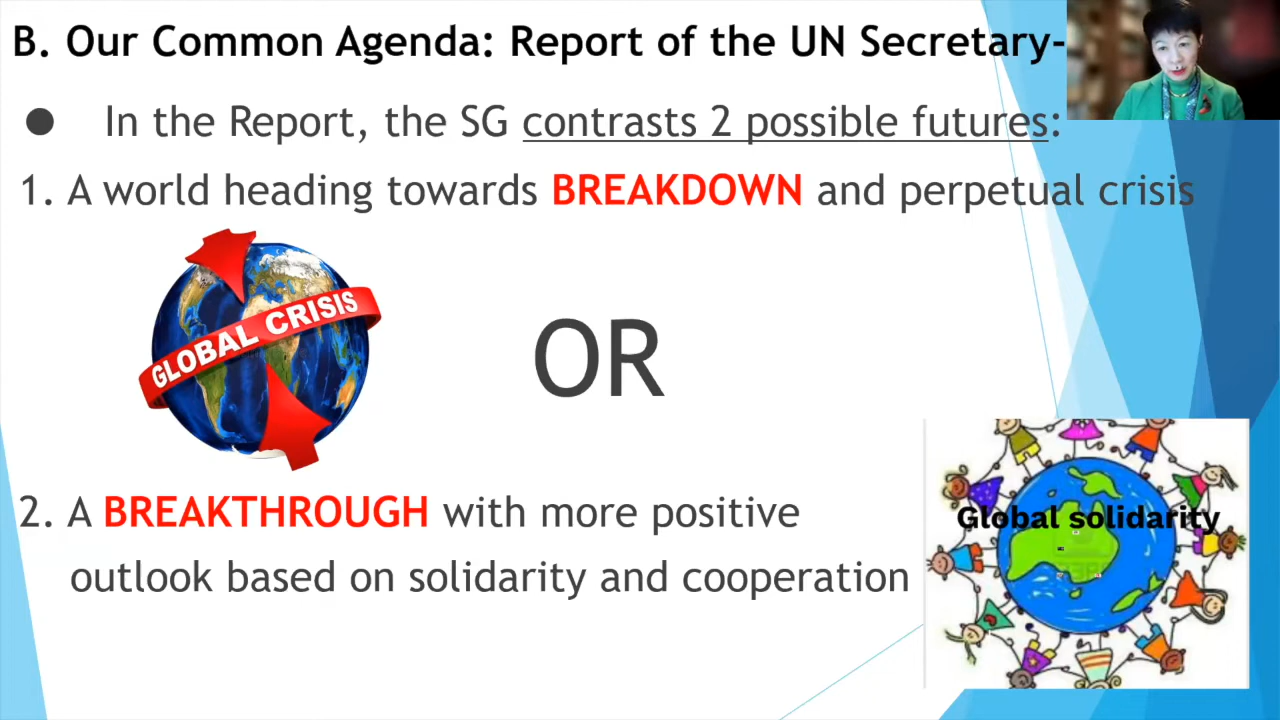 B. Our Common Agenda: Report of the UN Secretary-
● In the Report, the SG contrasts 2 possible futures:
1. A world heading towards BREAKDOWN and perpetual crisis
GLOBAL CRISIS
OR
2. A BREAKTHROUGH with more positive
outlook based on solidarity and cooperation
Global solidarity